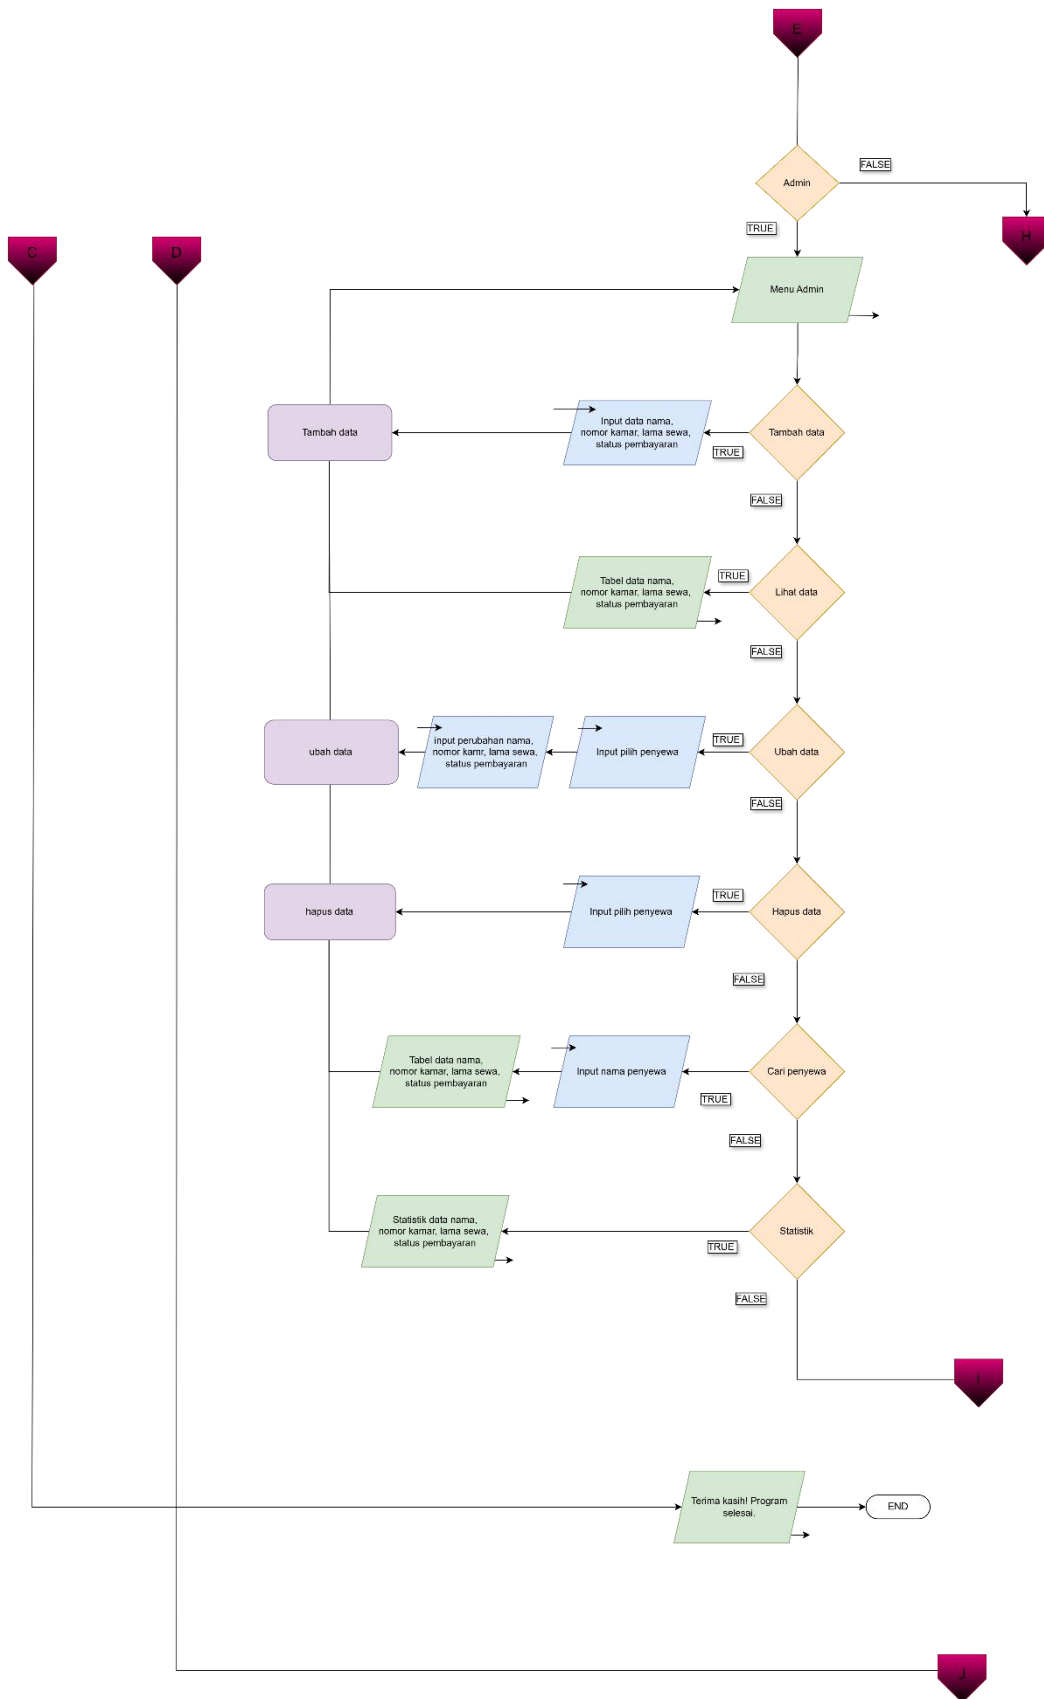 E
Admin
FALSE
TRUE
C
D
H
Menu Admin
Tambah data
Input data nama,
nomor kamar, lama sewa,
status pembayaran
TRUE
Tambah data
FALSE
Tabel data nama,
nomor kamar, lama sewa,
status pembayaran
TRUE
Lihat data
FALSE
ubah data
input perubahan nama,
nomor kamr, lama sewa,
status pembayaran
Input pilih penyewa
TRUE
Ubah data
FALSE
hapus data
Input pilih penyewa
TRUE
Hapus data
FALSE
Tabel data nama,
nomor kamar, lama sewa,
status pembayaran
Input nama penyewa
TRUE
Cari penyewa
FALSE
Statistik data nama,
nomor kamar, lama sewa,
status pembayaran
TRUE
Statistik
FALSE
I
Terima kasih! Program
selesai.
END
J